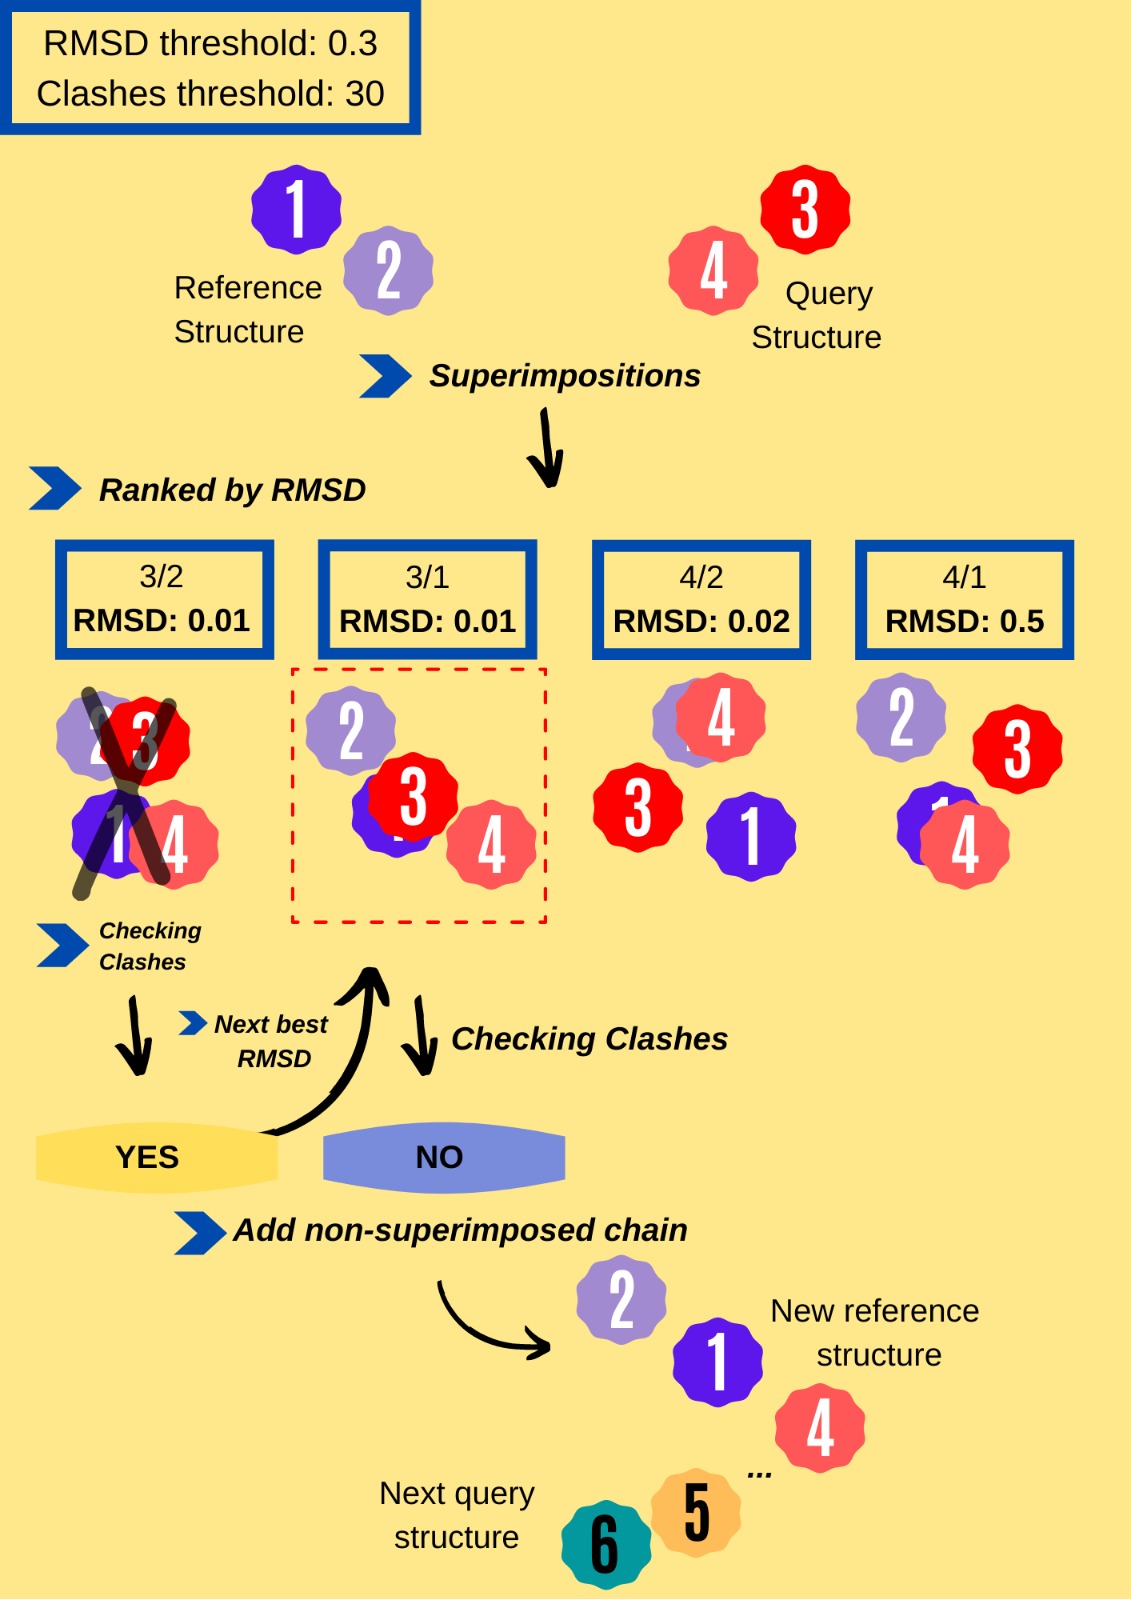 RMSD threshold: 0.3
Clashes threshold: 30
1
2
3
4
Reference
Structure
Query
Structure
Superimpositions
Ranked by RMSD
3/2
RMSD: 0.01
3/1
RMSD: 0.01
4/2
RMSD: 0.02
4/1
RMSD: 0.5
2
3
1
4
2
3
4
4
3
1
2
3
1
4
Checking
Clashes
Next best
RMSD
Checking Clashes
YES
NO
Add non-superimposed chain
2
1
4
New reference
structure
...
Next query
structure
5
6